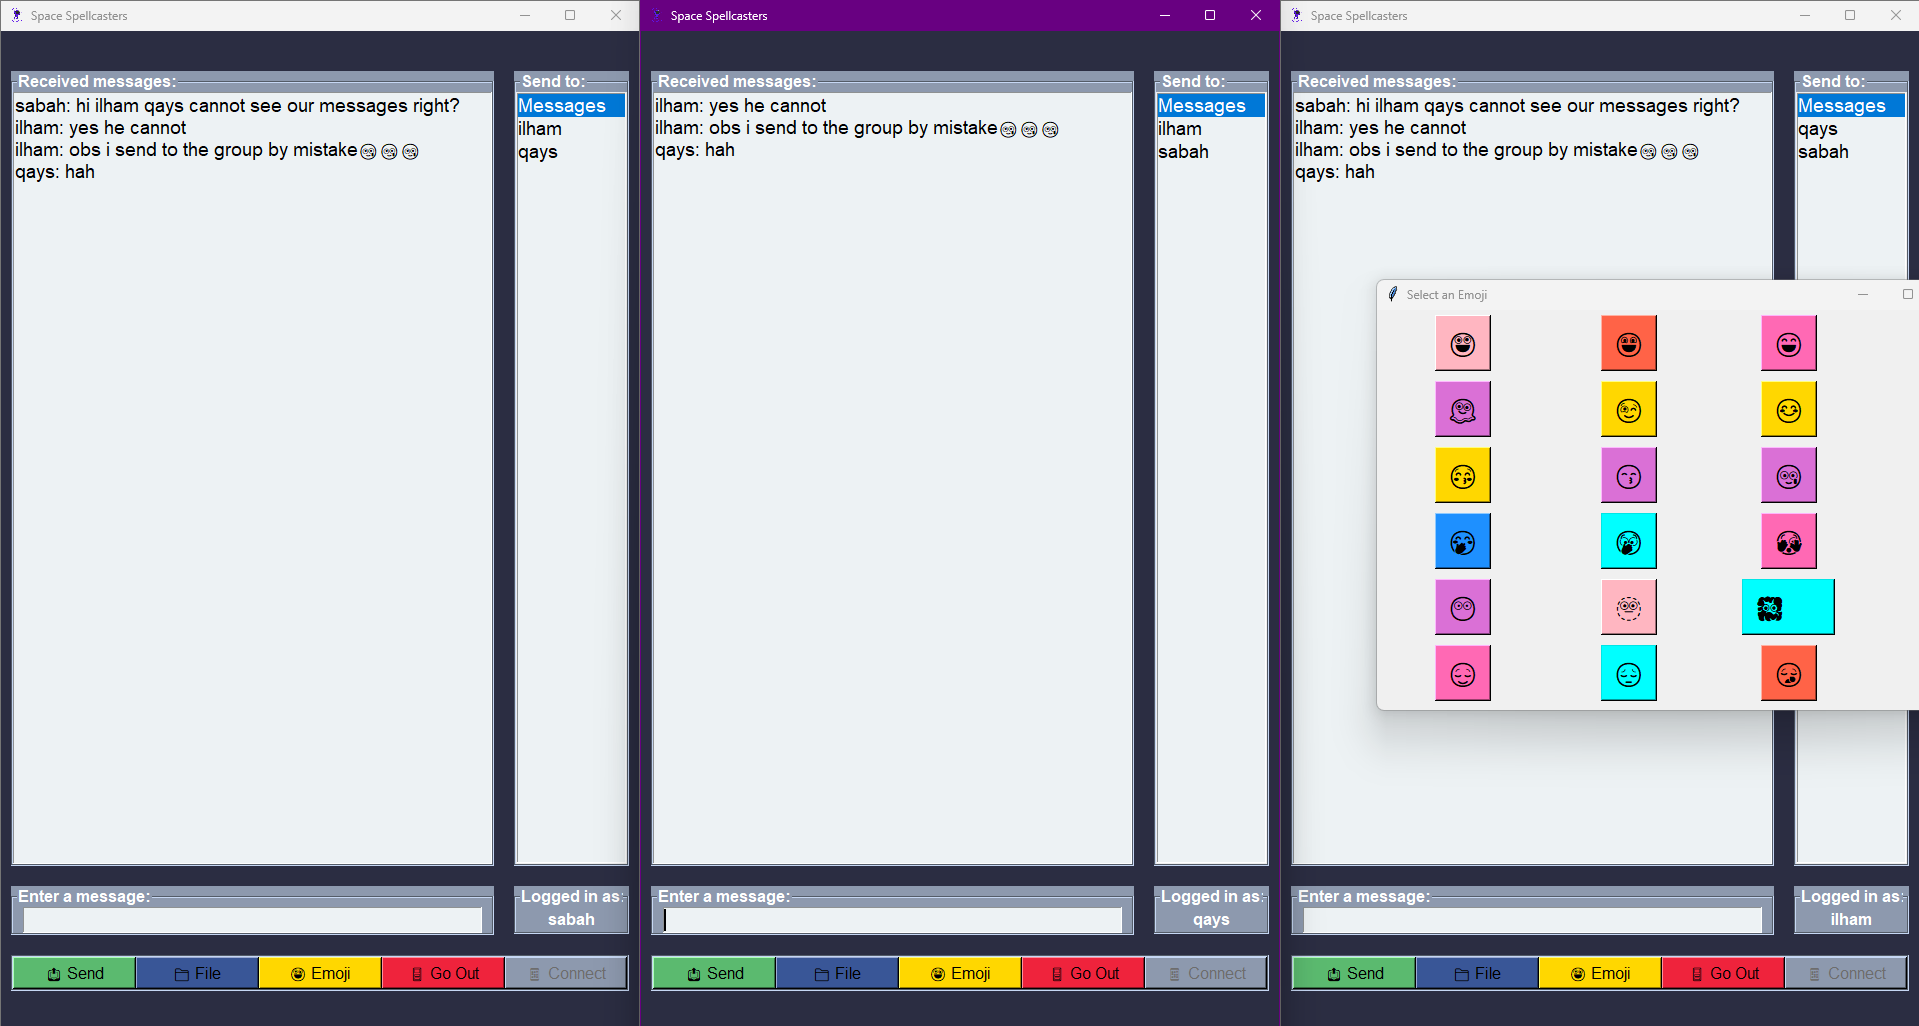 Space Spellcasters
Received messages:
sabah: hi ilham qays cannot see our messages right?
ilham: yes he cannot
ilham: obs i send to the group by mistake
qays: hah
Send to:
Messages
ilham
qays
Enter a message:
Logged in as:
sabah
Send
File
Emoji
Go Out
Connect
Space Spellcasters
Received messages:
ilham: yes he cannot
ilham: obs i send to the group by mistake
qays: hah
Send to:
Messages
ilham
sabah
Enter a message:
Logged in as:
qays
Send
File
Emoji
Go Out
Connect
Space Spellcasters
Received messages:
sabah: hi ilham qays cannot see our messages right?
ilham: yes he cannot
ilham: obs i send to the group by mistake
qays: hah
Send to:
Messages
qays
sabah
Select an Emoji
Enter a message:
Logged in as:
ilham
Send
File
Emoji
Go Out
Connect